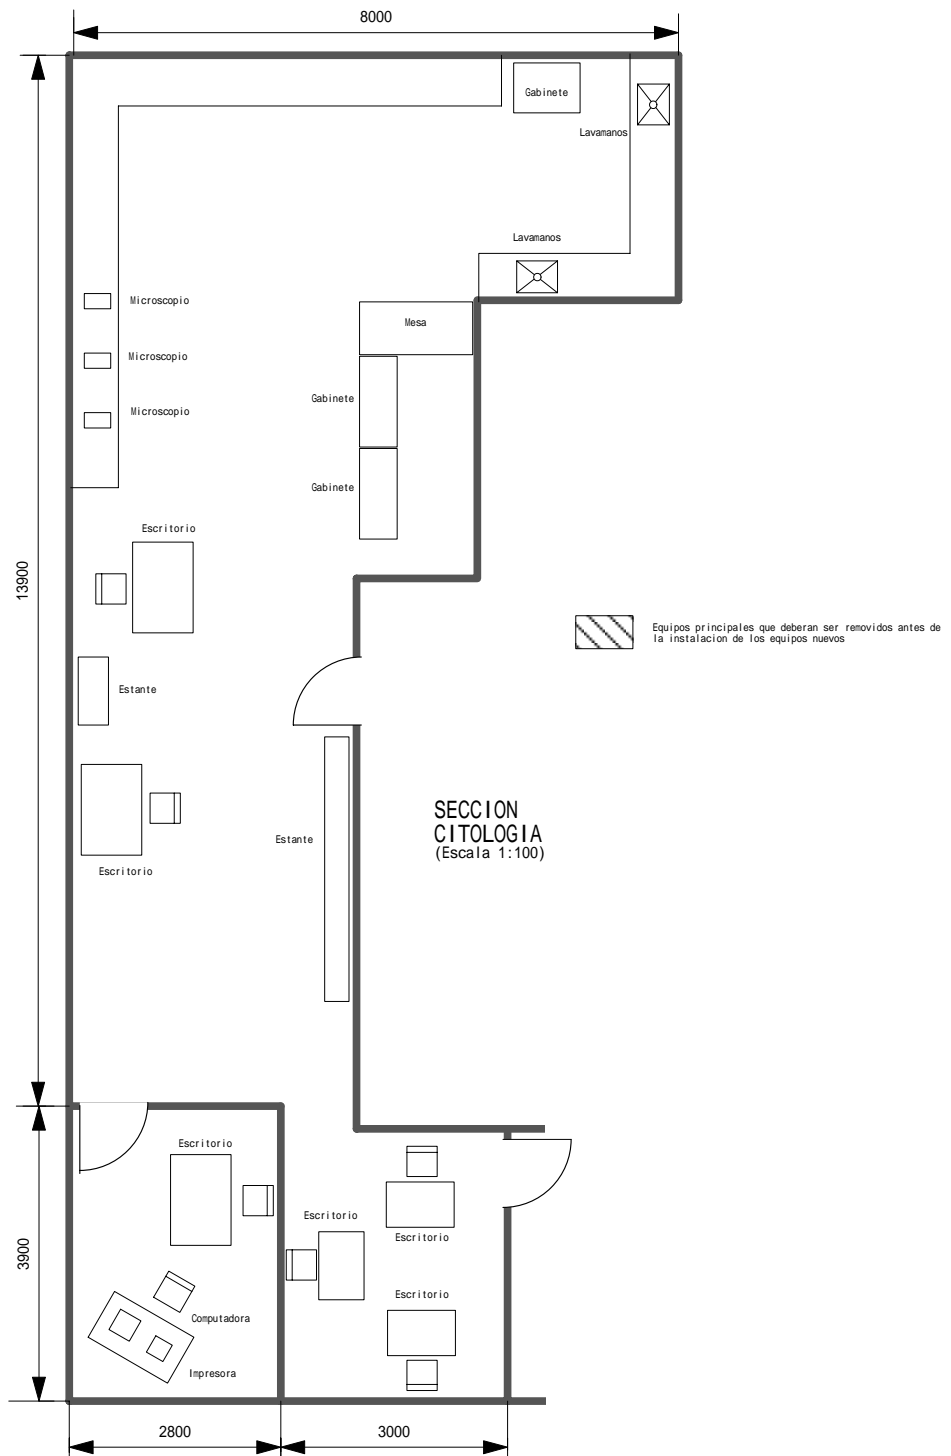 8000
Gabinete
Lavamanos
Lavamanos
Microscopio
Mesa
Microscopio
Gabinete
Microscopio
Gabinete
Escritorio
13900
Equipos principales que deberan ser removidos antes de
la instalacion de los equipos nuevos
Estante
SECCION
CITOLOGIA
(Escala 1:100)
Estante
Escritorio
Escritorio
Escritorio
Escritorio
3900
Escritorio
Computadora
Impresora
2800
3000